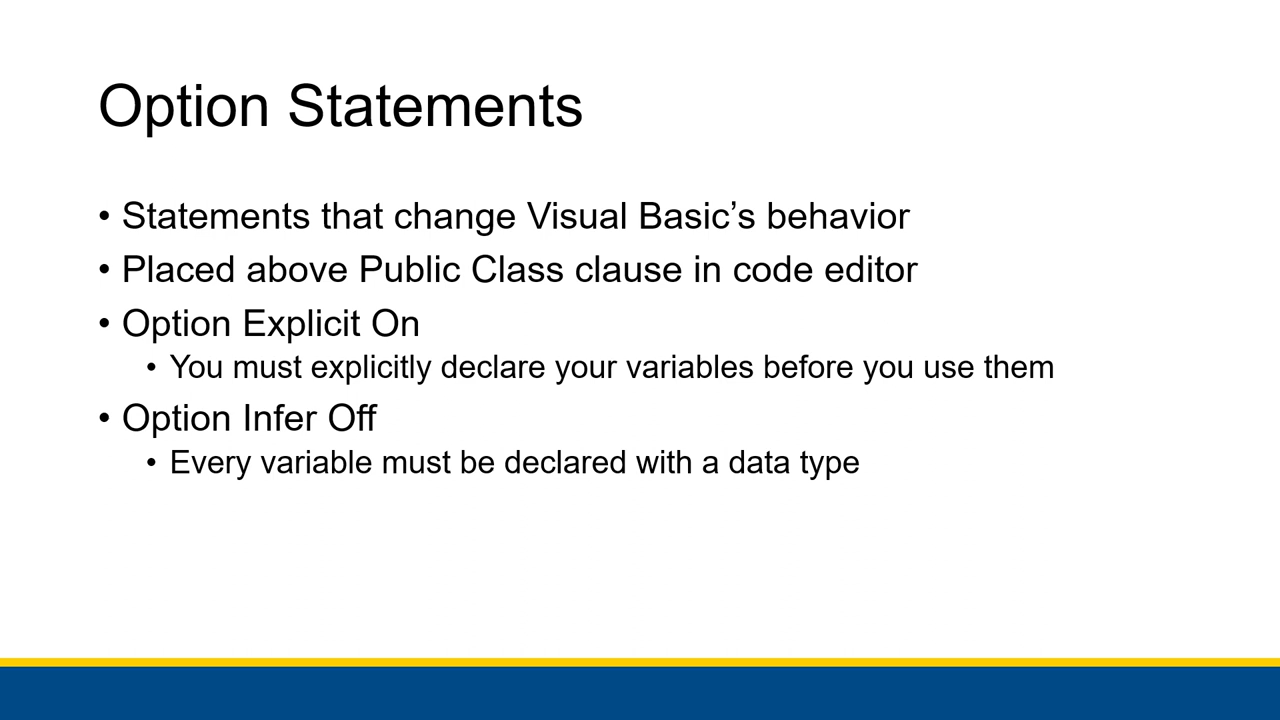 Option Statements
• Statements that change Visual Basic’s behavior
• Placed above Public Class clause in code editor
• Option Explicit On
• You must explicitly declare your variables before you use them
• Option Infer Off
• Every variable must be declared with a data type